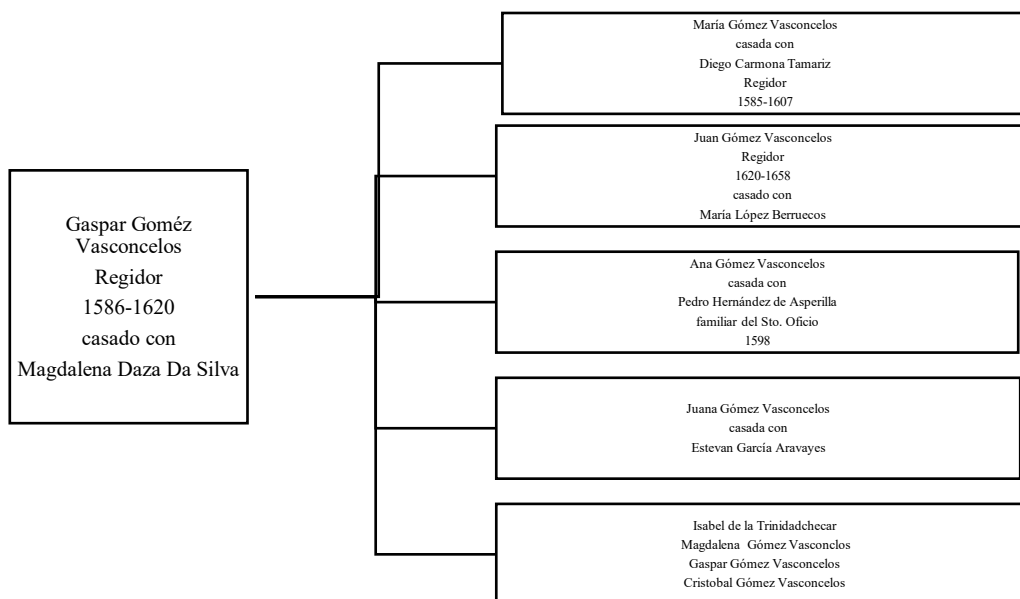 Gaspar Goméz
Vasconcelos
Regidor
1586-1620
casado con
Magdalena Daza Da Silva
María Gómez Vasconcelos
casada con
Diego Carmona Tamariz
Regidor
1585-1607
Juan Gómez Vasconcelos
Regidor
1620-1658
casado con
María López Berruecos
Ana Gómez Vasconcelos
casada con
Pedro Hernández de Asperilla
familiar del Sto. Oficio
1598
Juana Gómez Vasconcelos
casada con
Estevan García Aravayes
Isabel de la Trinidadchecar
Magdalena  Gómez Vasconclos
Gaspar Gómez Vasconcelos
Cristobal Gómez Vasconcelos